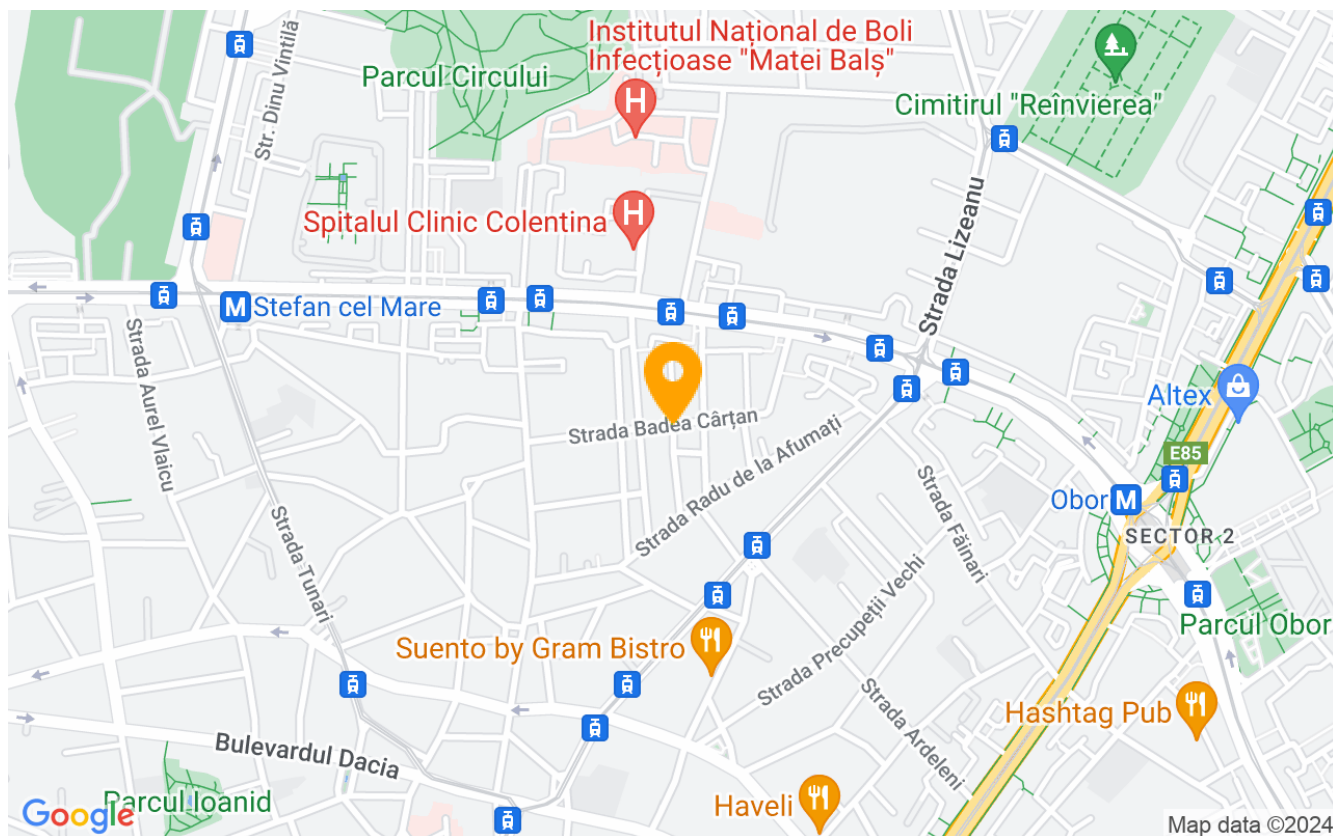 Str. Dinu Vintilă
Parcul Circului
Institutul Național de Boli
Infecțioase "Matei Balș"
H
Cimitirul "Reînvierea"
Spitalul Clinic Colentina
H
Strada Lizeanu
M Stefan cel Mare
Strada Aurel Vlaicu
Strada Badea Cârțan
Altex
E85
Strada Radu de la Afumați
Obor M
SECTOR 2
Strada Făinari
Strada Tunari
Strada Precupeții Vechi
Suento by Gram Bistro
Parcul Obor
Strada Ardeleni
Hashtag Pub
Bulevardul Dacia
Parcul Ioanid
Google
Haveli
Map data ©2024